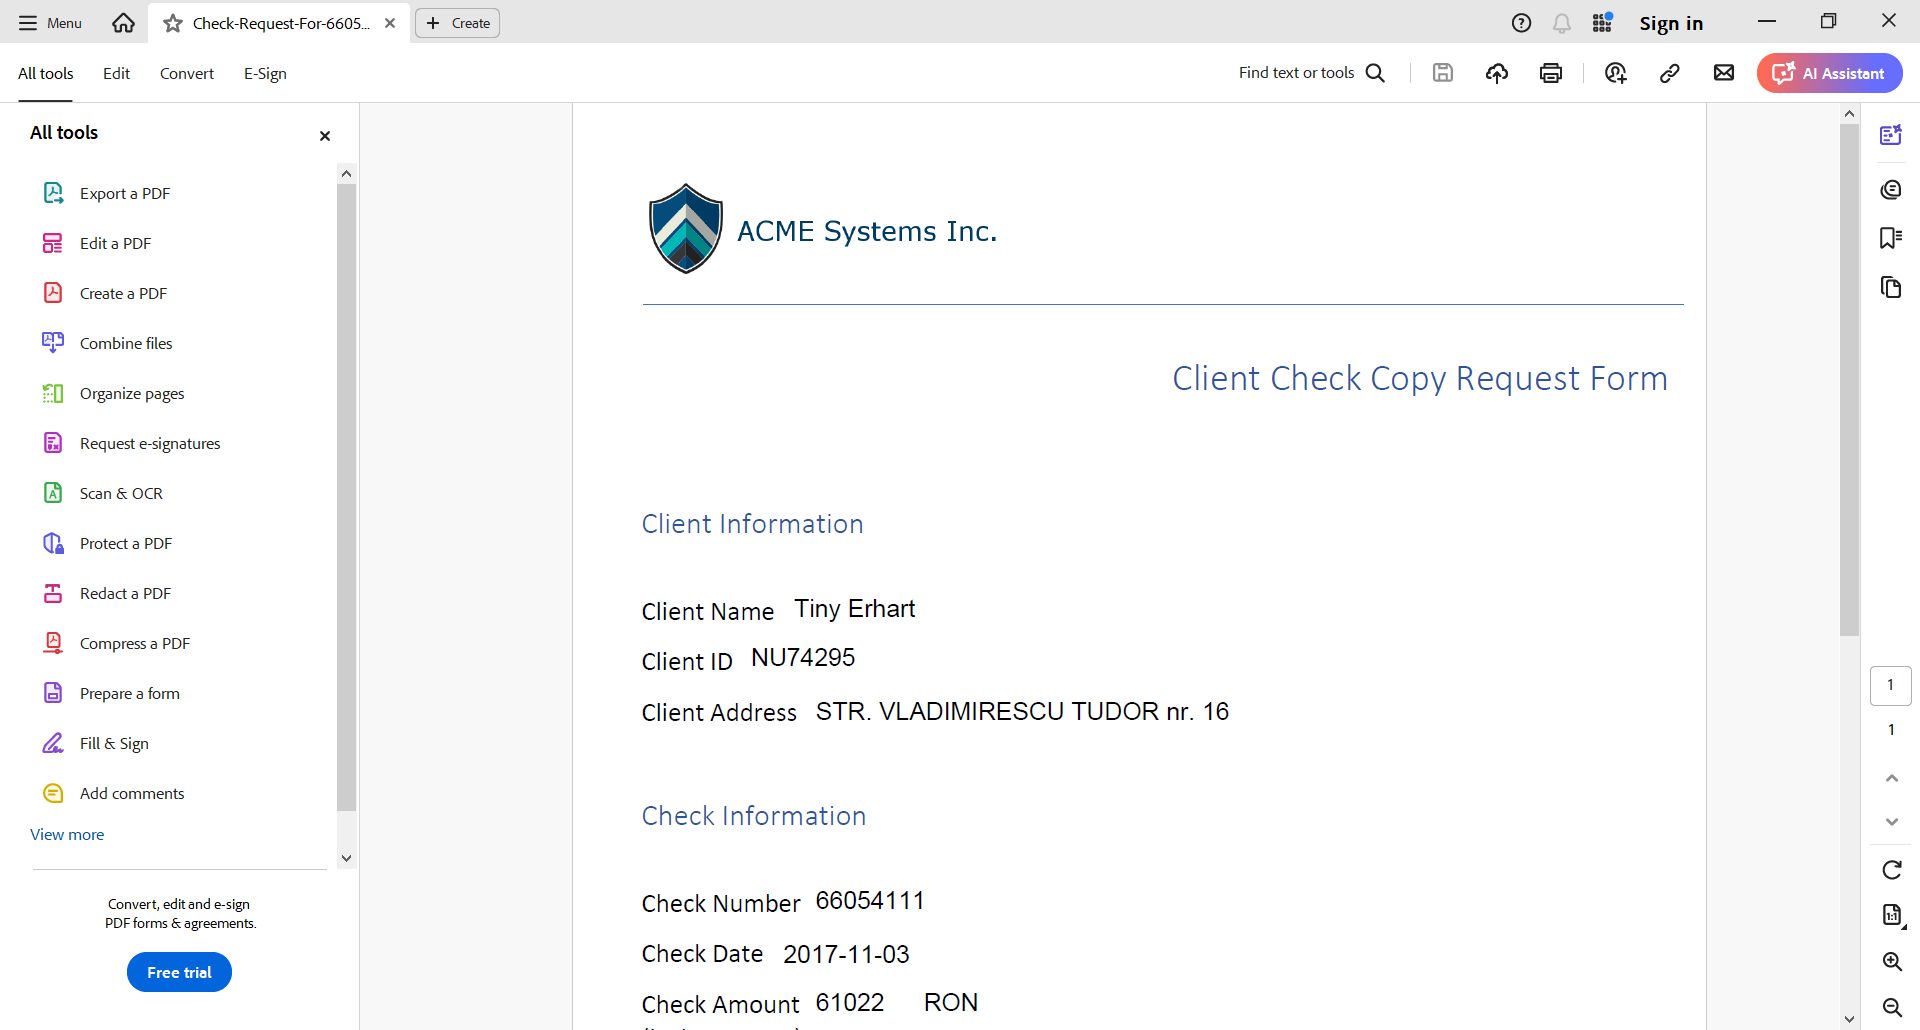 Menu
Check-Request-For-6605...
Create
Sign in
All tools
Edit
Convert
E-Sign
Find text or tools
AI Assistant
All tools
Export a PDF
Edit a PDF
Create a PDF
Combine files
Organize pages
Request e-signatures
Scan & OCR
Protect a PDF
Redact a PDF
Compress a PDF
Prepare a form
Fill & Sign
Add comments
View more
Convert, edit and e-sign
PDF forms & agreements.
Free trial
ACME Systems Inc.
Client Check Copy Request Form
Client Information
Client Name Tiny Erhart
Client ID NU74295
Client Address STR. VLADIMIRESCU TUDOR nr. 16
Check Information
Check Number 66054111
Check Date 2017-11-03
Check Amount 61022 RON
1
1